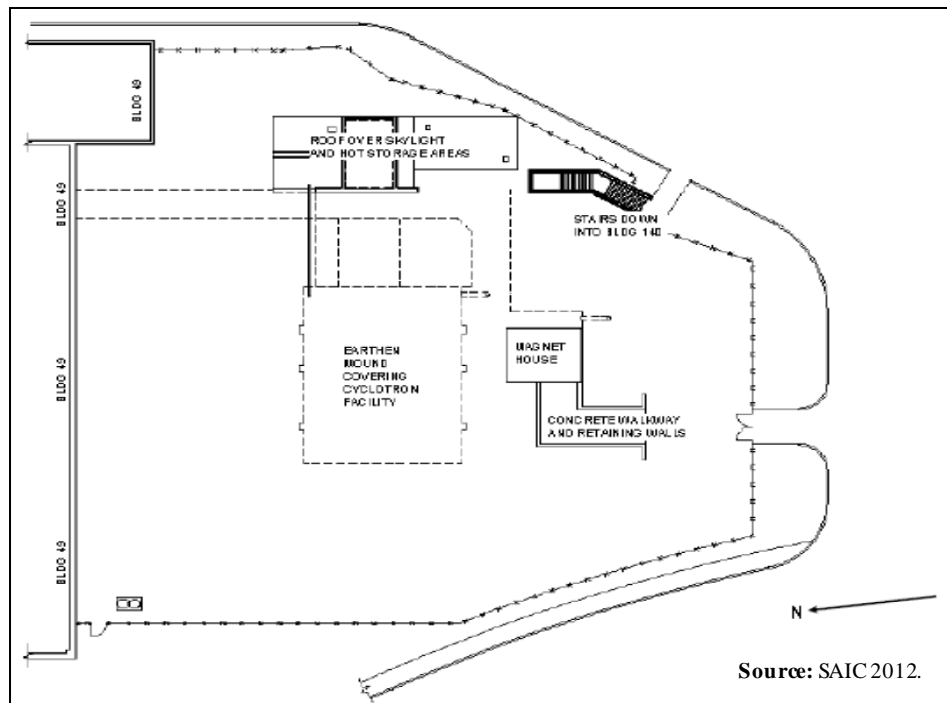 BLDG 49
ROOF OVER SKYLIGHT
AND HOT STORAGE AREAS
BLDG 49
STAIRS DOWN
INTO BLDG 140
MAGNET
HOUSE
EARTHEN
MOUND
COVERING
CYCLOTRON
FACILITY
BLDG 49
CONCRETE WALKWAY
AND RETAINING WALLS
BLDG 49
N
Source: SAIC 2012.